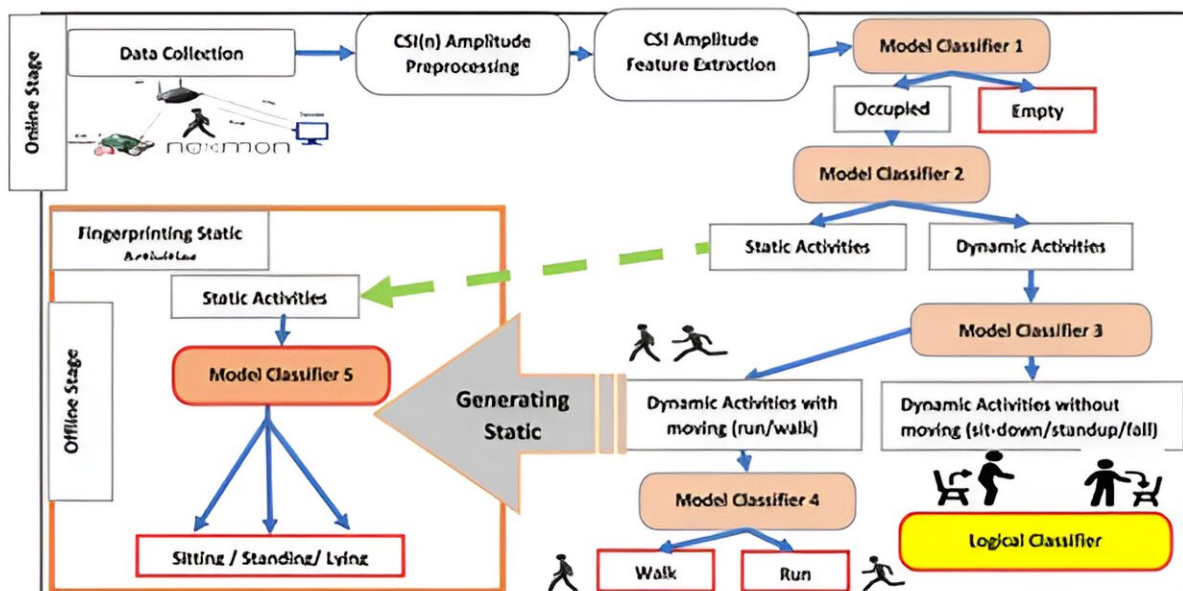 Online Stage
Data Collection
CSI(n) Amplitude
Preprocessing
CSI Amplitude
Feature Extraction
Model Classifier 1
Occupied
Empty
nexmon
Model Classifier 2
Static Activities
Dynamic Activities
Fingerprinting Static
Static Activities
Model Classifier 3
Offline Stage
Model Classifier 5
Generating
Static
Dynamic Activities with
moving (run/walk)
Dynamic Activities without
moving (sit-down/standup/fall)
Model Classifier 4
Sitting / Standing/ Lying
Walk
Run
Logical Classifier